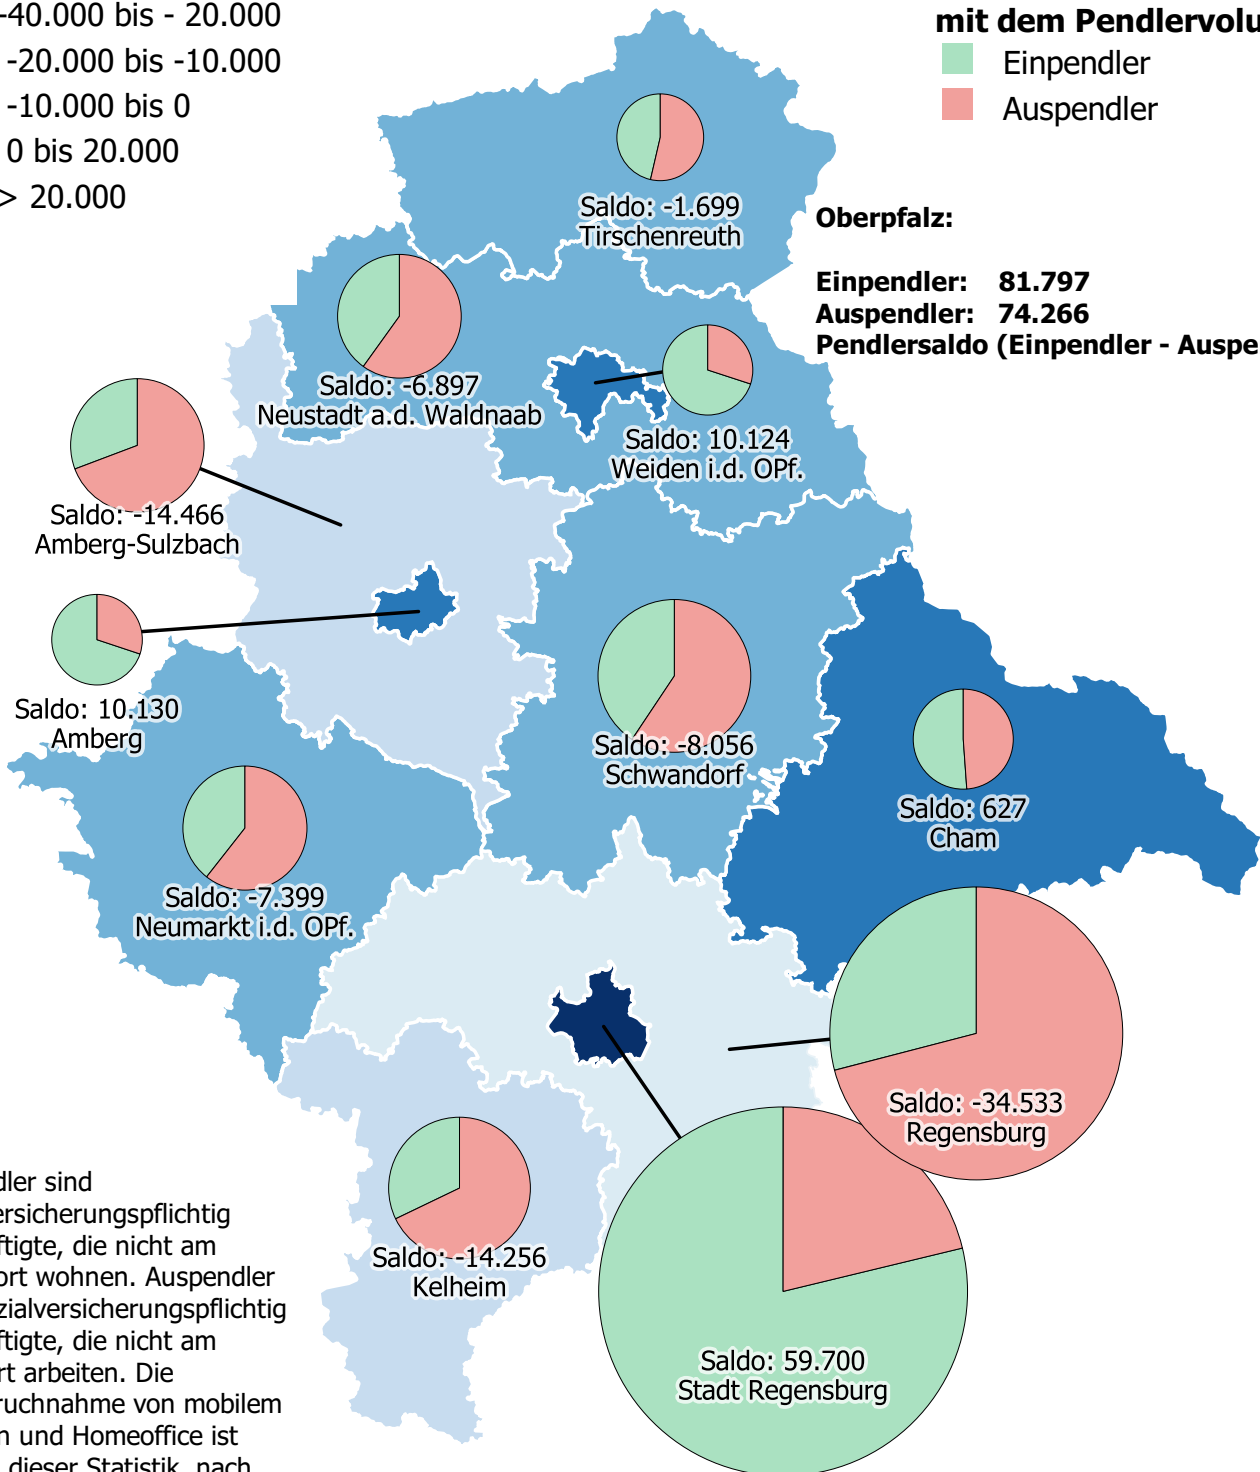 -40.000 bis - 20.000
-20.000 bis -10.000
-10.000 bis 0
0 bis 20.000
> 20.000
mit dem Pendlervolu
Einpendler
Auspendler
Saldo: -1.699
Tirschenreuth
Oberpfalz:
Einpendler: 81.797
Auspendler: 74.266
Pendlersaldo (Einpendler - Auspe
Saldo: -6.897
Neustadt a.d. Waldnaab
Saldo: 10.124
Weiden i.d. OPf.
Saldo: -14.466
Amberg-Sulzbach
Saldo: 10.130
Amberg
Saldo: -8.056
Schwandorf
Saldo: 627
Cham
Saldo: -7.399
Neumarkt i.d. OPf.
Saldo: -34.533
Regensburg
Saldo: -14.256
Kelheim
Saldo: 59.700
Stadt Regensburg
dler sind
ersicherungspflichtig
ftigte, die nicht am
ort wohnen. Auspendler
zialversicherungspflichtig
ftigte, die nicht am
rt arbeiten. Die
ruchnahme von mobilem
n und Homeoffice ist
dieser Statistik nach